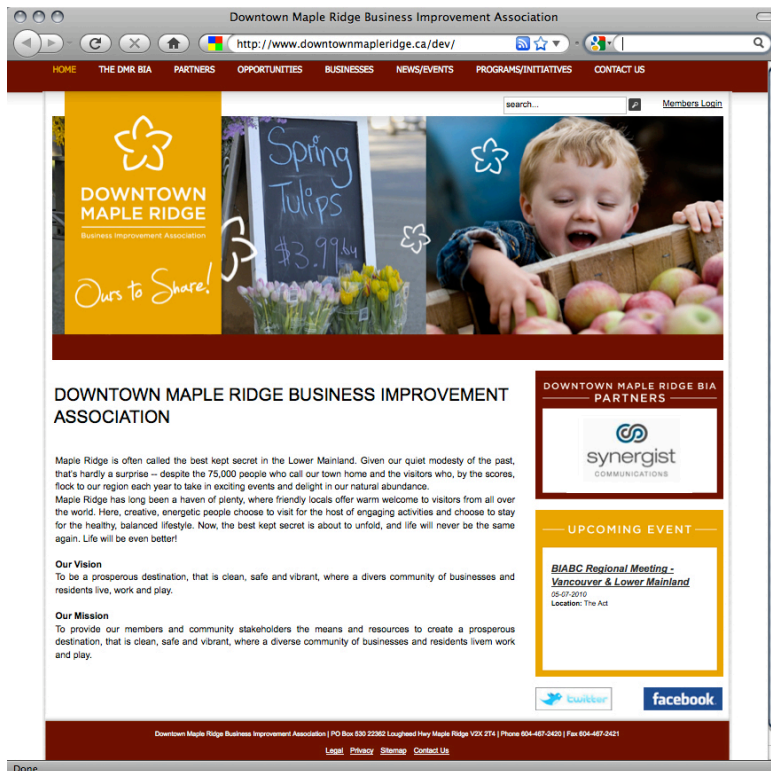 Downtown Maple Ridge Business Improvement Association
http://www.downtownmapleridge.ca/dev/
HOME THE DMR BIA PARTNERS OPPORTUNITIES BUSINESSES NEWS/EVENTS PROGRAMS/INITIATIVES CONTACT US
search... Members Login
DOWNTOWN
MAPLE RIDGE
Business Improvement Association
Ours to Share!
Spring
Tulips
$3.99
DOWNTOWN MAPLE RIDGE BUSINESS IMPROVEMENT
ASSOCIATION
Maple Ridge is often called the best kept secret in the Lower Mainland. Given our quiet modesty of the past,
that's hardly a surprise -- despite the 75,000 people who call our town home and the visitors who, by the scores,
flock to our region each year to take in exciting events and delight in our natural abundance.
Maple Ridge has long been a haven of plenty, where friendly locals offer warm welcome to visitors from all over
the world. Here, creative, energetic people choose to visit for the host of engaging activities and choose to stay
for the healthy, balanced lifestyle. Now, the best kept secret is about to unfold, and life will never be the same
again. Life will be even better!
Our Vision
To be a prosperous destination, that is clean, safe and vibrant, where a divers community of businesses and
residents live, work and play.
Our Mission
To provide our members and community stakeholders the means and resources to create a prosperous
destination, that is clean, safe and vibrant, where a diverse community of businesses and residents livem work
and play.
DOWNTOWN MAPLE RIDGE BIA
PARTNERS
synergist
COMMUNICATIONS
UPCOMING EVENT
BIABC Regional Meeting -
Vancouver & Lower Mainland
05-07-2010
Location: The Act
twitter facebook
Downtown Maple Ridge Business Improvement Association | PO Box 530 22362 Lougheed Hwy Maple Ridge V2X 2T4 | Phone 604-467-2420 | Fax 604-467-2421
Legal Privacy Sitemap Contact Us
Done